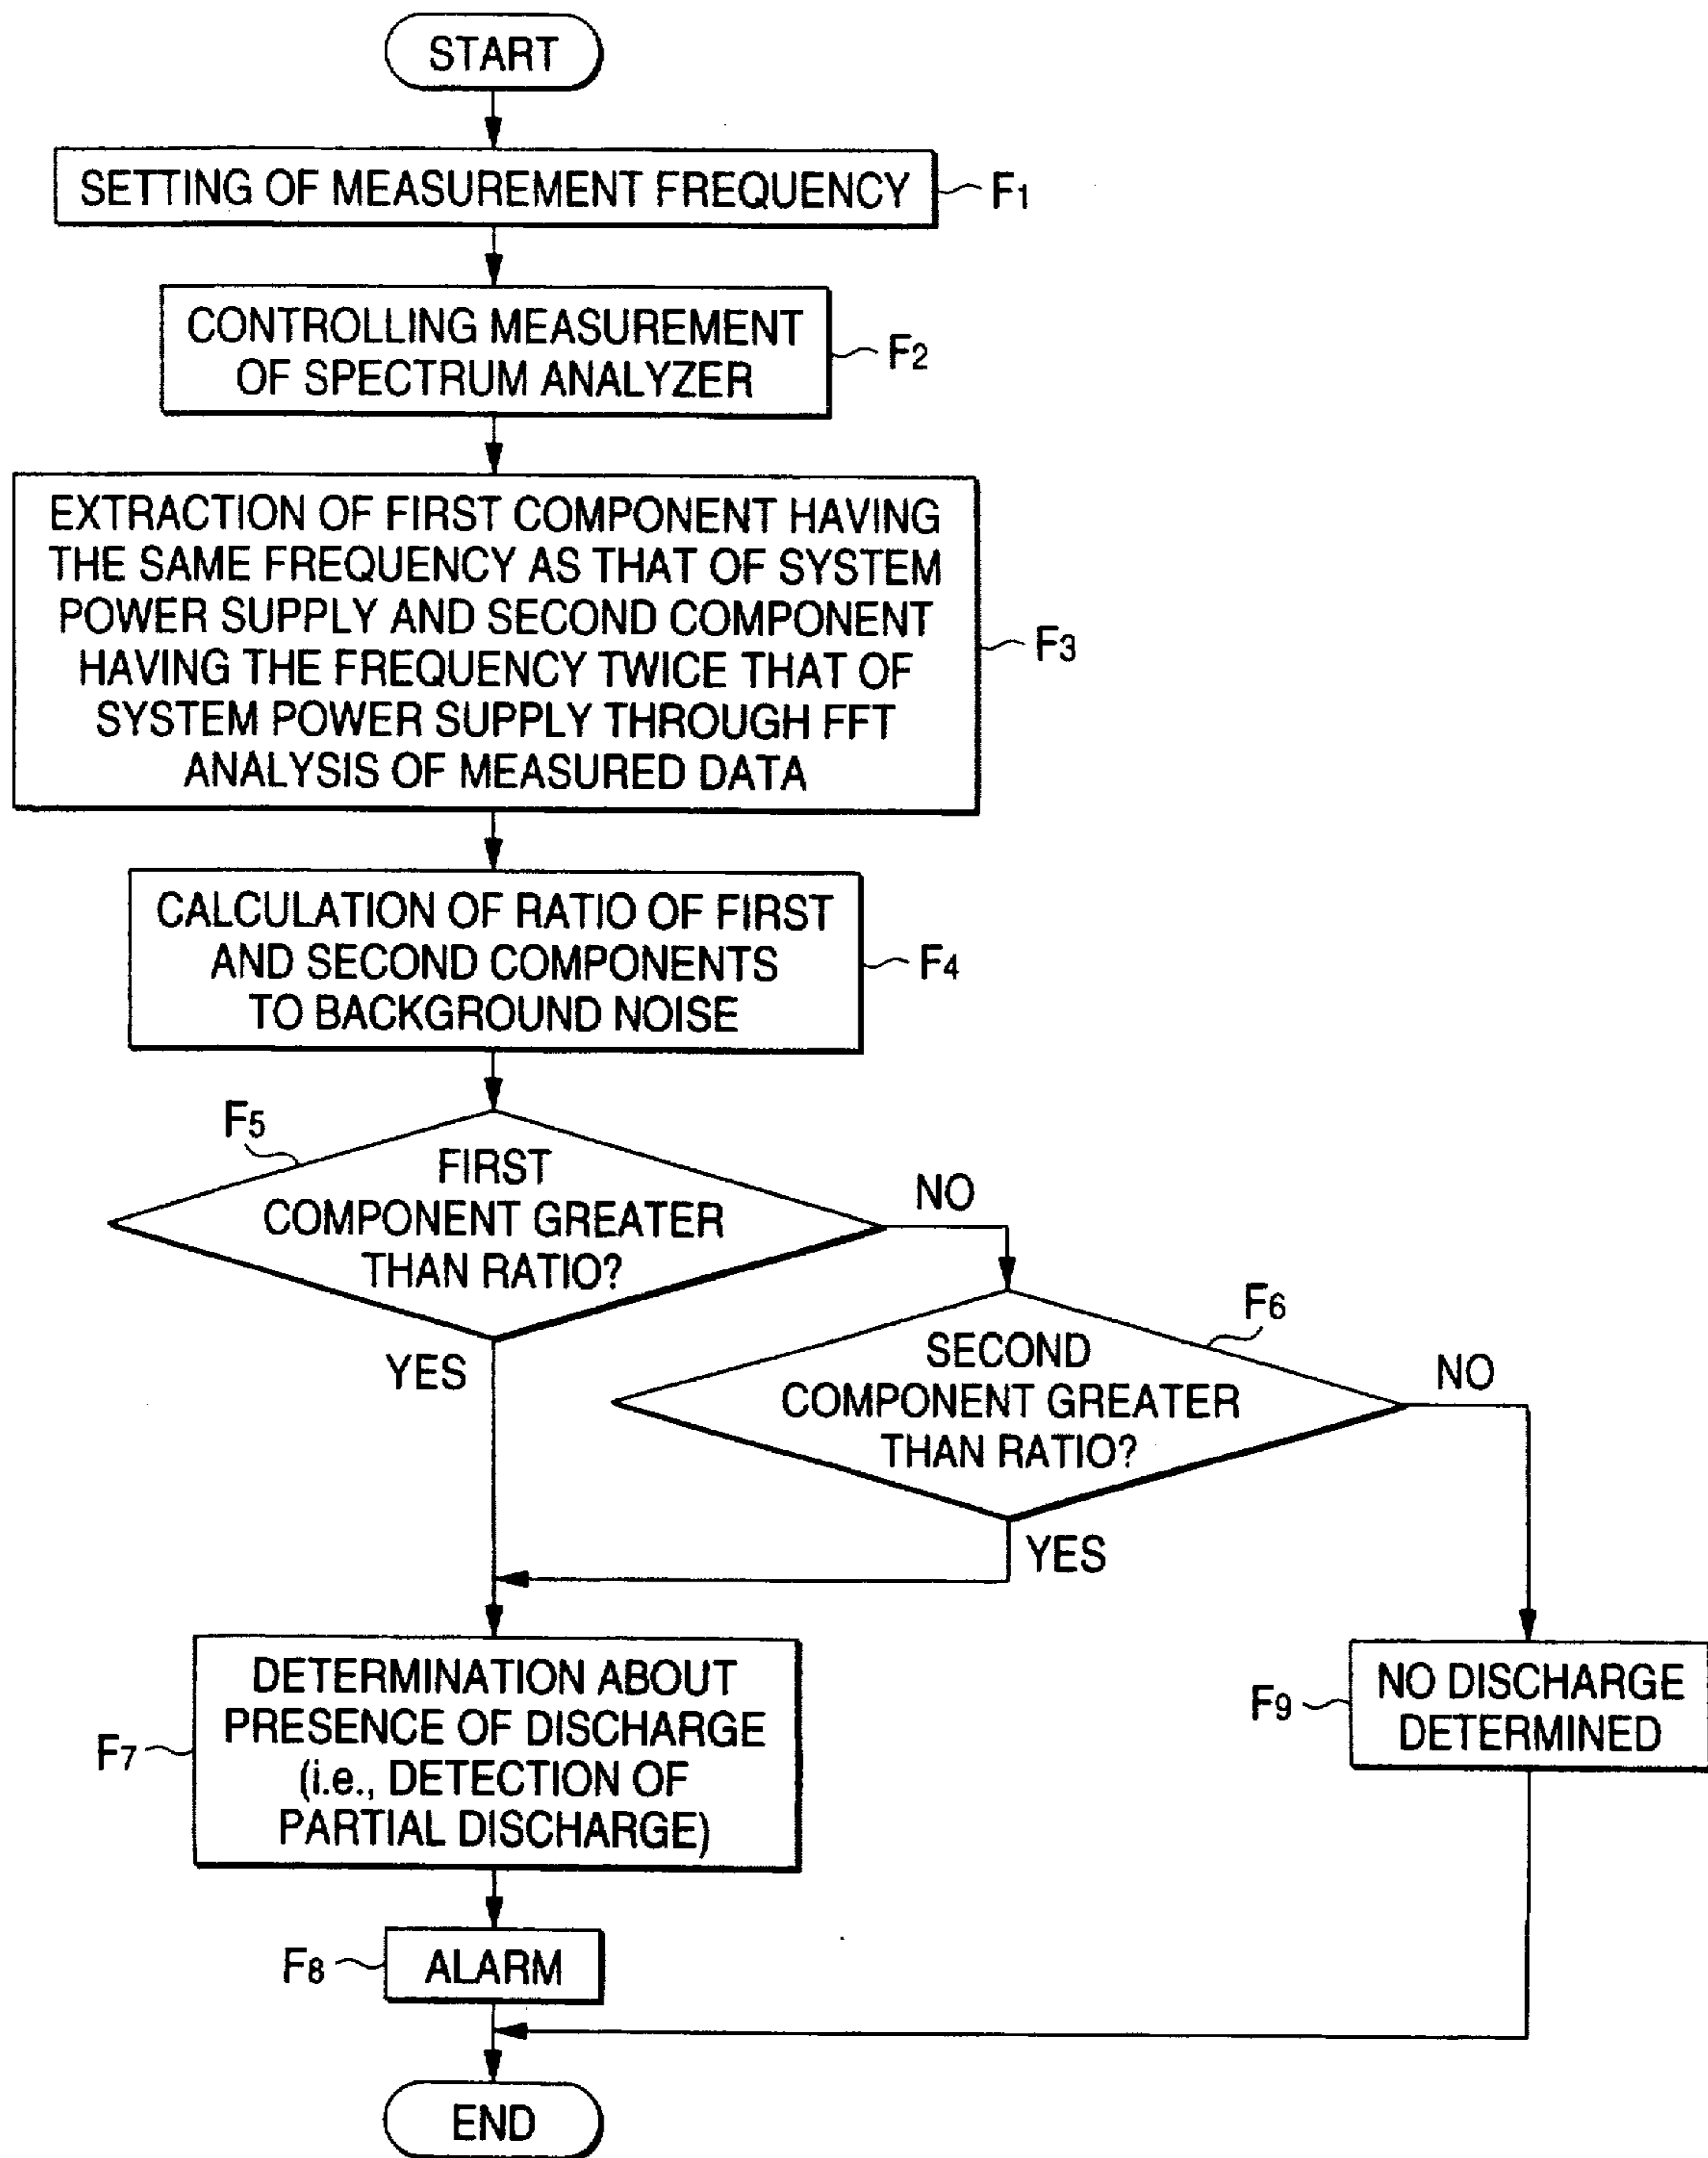 START
SETTING OF MEASUREMENT FREQUENCY
F1
CONTROLLING MEASUREMENT
OF SPECTRUM ANALYZER
F2
EXTRACTION OF FIRST COMPONENT HAVING
THE SAME FREQUENCY AS THAT OF SYSTEM
POWER SUPPLY AND SECOND COMPONENT
HAVING THE FREQUENCY TWICE THAT OF
SYSTEM POWER SUPPLY THROUGH FFT
ANALYSIS OF MEASURED DATA
F3
CALCULATION OF RATIO OF FIRST
AND SECOND COMPONENTS
TO BACKGROUND NOISE
F4
F5
FIRST
COMPONENT GREATER
THAN RATIO?
NO
YES
F6
SECOND
COMPONENT GREATER
THAN RATIO?
NO
YES
DETERMINATION ABOUT
PRESENCE OF DISCHARGE
(i.e., DETECTION OF
PARTIAL DISCHARGE)
F7
F9
NO DISCHARGE
DETERMINED
F8
ALARM
END